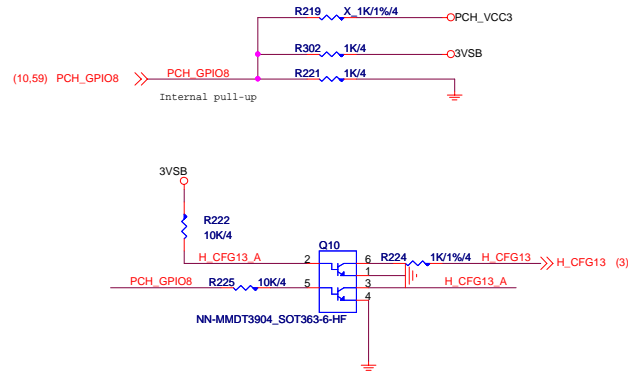 R219 X_1K/1%/4 PCH_VCC3
R302 1K/4 3VSB
(10,59) PCH_GPIO8 PCH_GPIO8 R221 1K/4
Internal pull-up
3VSB
R222
10K/4
Q10
H_CFG13_A 2 6 R224 1K/1%/4 H_CFG13 H_CFG13 (3)
1
PCH_GPIO8 R225 10K/4 5 3 H_CFG13_A
4
NN-MMDT3904_SOT363-6-HF